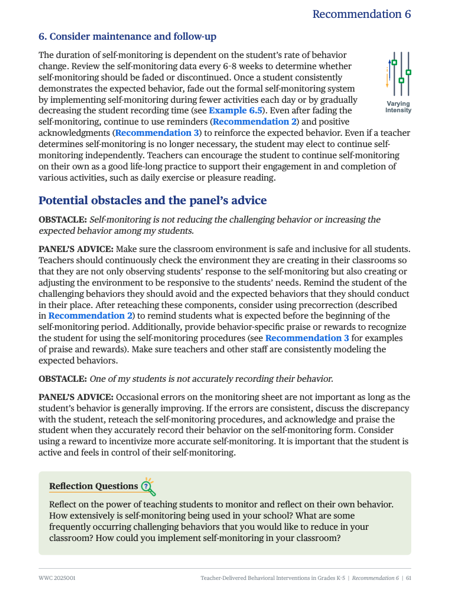 Recommendation 6
6. Consider maintenance and follow-up
The duration of self-monitoring is dependent on the student's rate of behavior
change. Review the self-monitoring data every 6-8 weeks to determine whether
self-monitoring should be faded or discontinued. Once a student consistently
demonstrates the expected behavior, fade out the formal self-monitoring system
by implementing self-monitoring during fewer activities each day or by gradually
decreasing the student recording time (see Example 6.5). Even after fading the
self-monitoring, continue to use reminders (Recommendation 2) and positive
acknowledgments (Recommendation 3) to reinforce the expected behavior. Even if a teacher
determines self-monitoring is no longer necessary, the student may elect to continue self-
monitoring independently. Teachers can encourage the student to continue self-monitoring
on their own as a good life-long practice to support their engagement in and completion of
various activities, such as daily exercise or pleasure reading.
Varying
Intensity
Potential obstacles and the panel's advice
OBSTACLE: Self-monitoring is not reducing the challenging behavior or increasing the
expected behavior among my students.
PANEL'S ADVICE: Make sure the classroom environment is safe and inclusive for all students.
Teachers should continuously check the environment they are creating in their classrooms so
that they are not only observing students' response to the self-monitoring but also creating or
adjusting the environment to be responsive to the students' needs. Remind the student of the
challenging behaviors they should avoid and the expected behaviors that they should conduct
in their place. After reteaching these components, consider using precorrection (described
in Recommendation 2) to remind students what is expected before the beginning of the
self-monitoring period. Additionally, provide behavior-specific praise or rewards to recognize
the student for using the self-monitoring procedures (see Recommendation 3 for examples
of praise and rewards). Make sure teachers and other staff are consistently modeling the
expected behaviors.
OBSTACLE: One of my students is not accurately recording their behavior.
PANEL'S ADVICE: Occasional errors on the monitoring sheet are not important as long as the
student's behavior is generally improving. If the errors are consistent, discuss the discrepancy
with the student, reteach the self-monitoring procedures, and acknowledge and praise the
student when they accurately record their behavior on the self-monitoring form. Consider
using a reward to incentivize more accurate self-monitoring. It is important that the student is
active and feels in control of their self-monitoring.
Reflection Questions
Reflect on the power of teaching students to monitor and reflect on their own behavior.
How extensively is self-monitoring being used in your school? What are some
frequently occurring challenging behaviors that you would like to reduce in your
classroom? How could you implement self-monitoring in your classroom?
WWC 2025001 Teacher-Delivered Behavioral Interventions in Grades K-5 | Recommendation 6 | 61